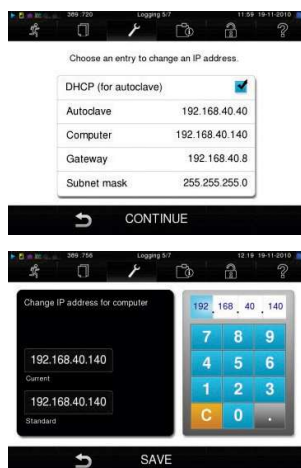 389.720 Logging 5/7 11:59 19-11-2010
Choose an entry to change an IP address.
DHCP (for autoclave)
Autoclave 192.168.40.40
Computer 192.168.40.140
Gateway 192.168.40.8
Subnet mask 255.255.255.0
CONTINUE
389:756 Logging 5/7 12:19 19-11-2010
Change IP address for computer
192 . 168 . 40 . 140
7 8 9
192.168.40.140
Current
4 5 6
192.168.40.140
Standard
1 2 3
C 0 .
SAVE